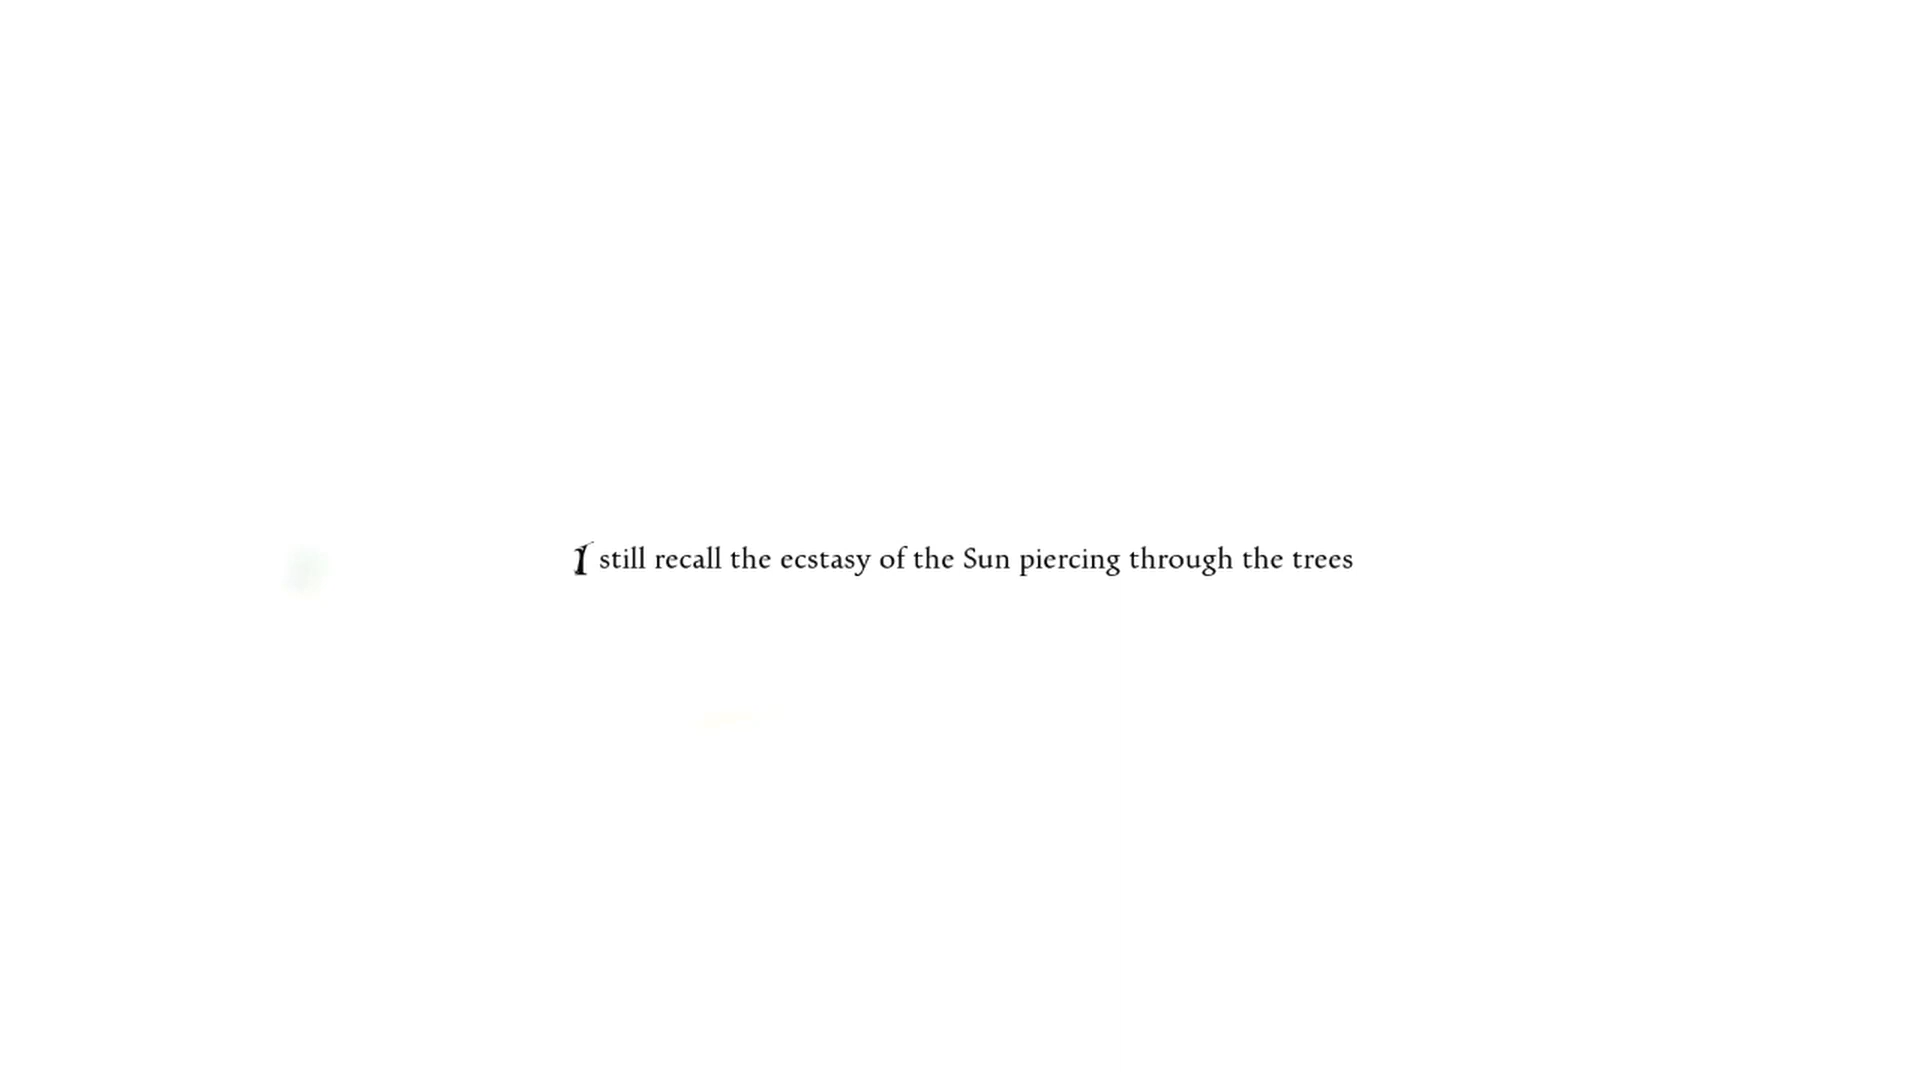 I still recall the ecstasy of the Sun piercing through the trees